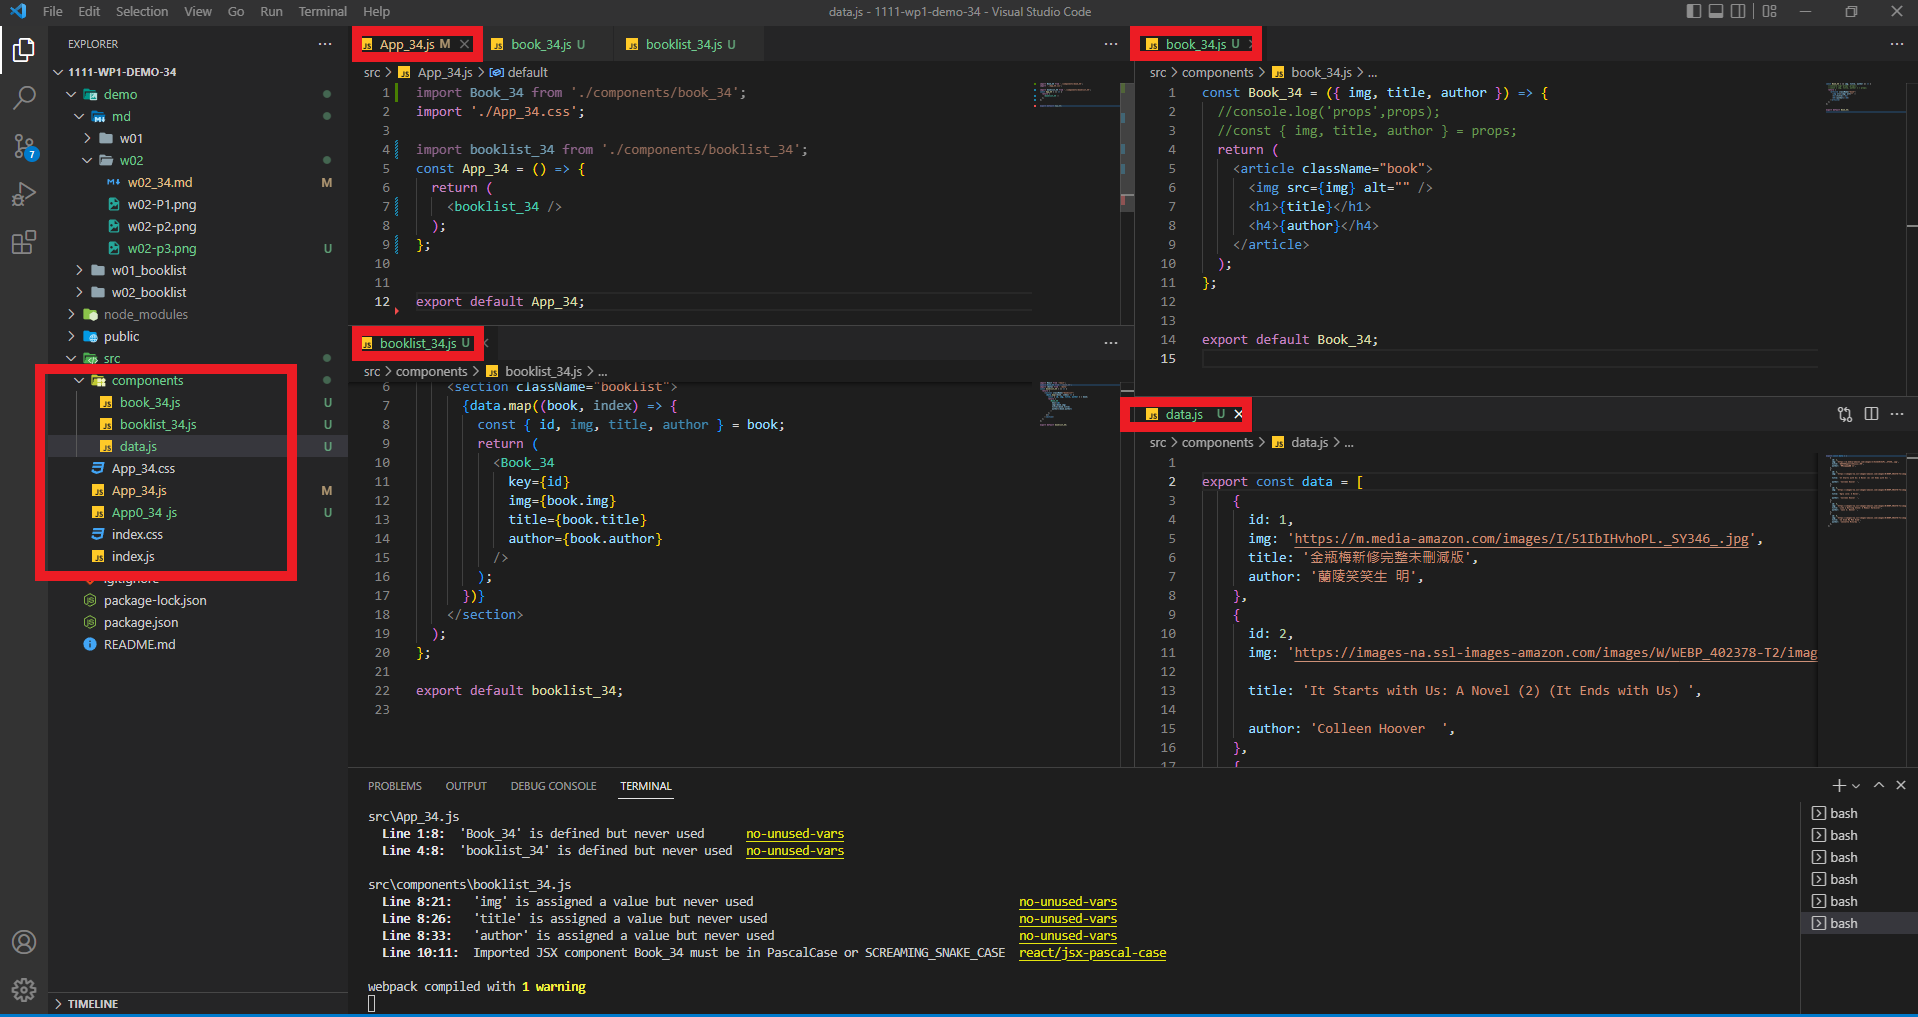 File Edit Selection View Go Run Terminal Help
data.js - 1111-wp1-demo-34 - Visual Studio Code
EXPLORER
1111-WP1-DEMO-34
demo
md
w01
w02
w02_34.md M
w02-P1.png
w02-p2.png
w02-p3.png U
w01_booklist
w02_booklist
node_modules
public
src
components
book_34.js U
booklist_34.js U
data.js U
App_34.css
App_34.js M
App0_34 .js U
index.css
index.js
.gitignore
package-lock.json
package.json
README.md
TIMELINE
7
App_34.js M
book_34.js U
booklist_34.js U
src > App_34.js > default
1 import Book_34 from './components/book_34';
2 import './App_34.css';
3
4 import booklist_34 from './components/booklist_34';
5 const App_34 = () => {
6 return (
7 <booklist_34 />
8 );
9 };
10
11
12 export default App_34;
booklist_34.js U
src > components > booklist_34.js > ...
6 <section className="booklist">
7 {data.map((book, index) => {
8 const { id, img, title, author } = book;
9 return (
10 <Book_34
11 key={id}
12 img={book.img}
13 title={book.title}
14 author={book.author}
15 />
16 );
17 })}
18 </section>
19 );
20 };
21
22 export default booklist_34;
23
book_34.js U
src > components > book_34.js > ...
1 const Book_34 = ({ img, title, author }) => {
2 //console.log('props',props);
3 //const { img, title, author } = props;
4 return (
5 <article className="book">
6 <img src={img} alt="" />
7 <h1>{title}</h1>
8 <h4>{author}</h4>
9 </article>
10 );
11 };
12
13
14 export default Book_34;
15
data.js U
src > components > data.js > ...
1
2 export const data = [
3 {
4 id: 1,
5 img: 'https://m.media-amazon.com/images/I/51IbIHvhoPL._SY346_.jpg',
6 title: '金瓶梅新修完整未刪減版',
7 author: '蘭陵笑笑生 明',
8 },
9 {
10 id: 2,
11 img: 'https://images-na.ssl-images-amazon.com/images/W/WEBP_402378-T2/imag
12
13 title: 'It Starts with Us: A Novel (2) (It Ends with Us) ',
14
15 author: 'Colleen Hoover  ',
16 },
17 {
PROBLEMS OUTPUT DEBUG CONSOLE TERMINAL
src\App_34.js
Line 1:8: 'Book_34' is defined but never used no-unused-vars
Line 4:8: 'booklist_34' is defined but never used no-unused-vars
src\components\booklist_34.js
Line 8:21: 'img' is assigned a value but never used no-unused-vars
Line 8:26: 'title' is assigned a value but never used no-unused-vars
Line 8:33: 'author' is assigned a value but never used no-unused-vars
Line 10:11: Imported JSX component Book_34 must be in PascalCase or SCREAMING_SNAKE_CASE react/jsx-pascal-case
webpack compiled with 1 warning
bash
bash
bash
bash
bash
bash